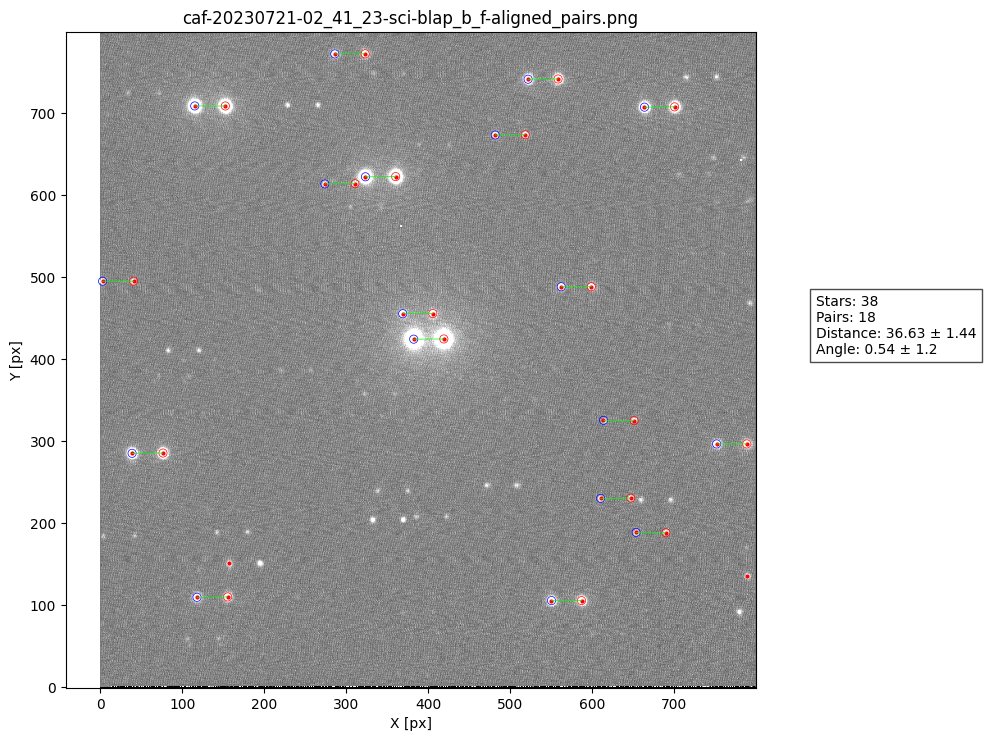 caf-20230721-02_41_23-sci-blap_b_f-aligned_pairs.png
Y [px]
700
600
500
400
300
200
100
0
Stars: 38
Pairs: 18
Distance: 36.63 ± 1.44
Angle: 0.54 ± 1.2
0 100 200 300 400 500 600 700
X [px]